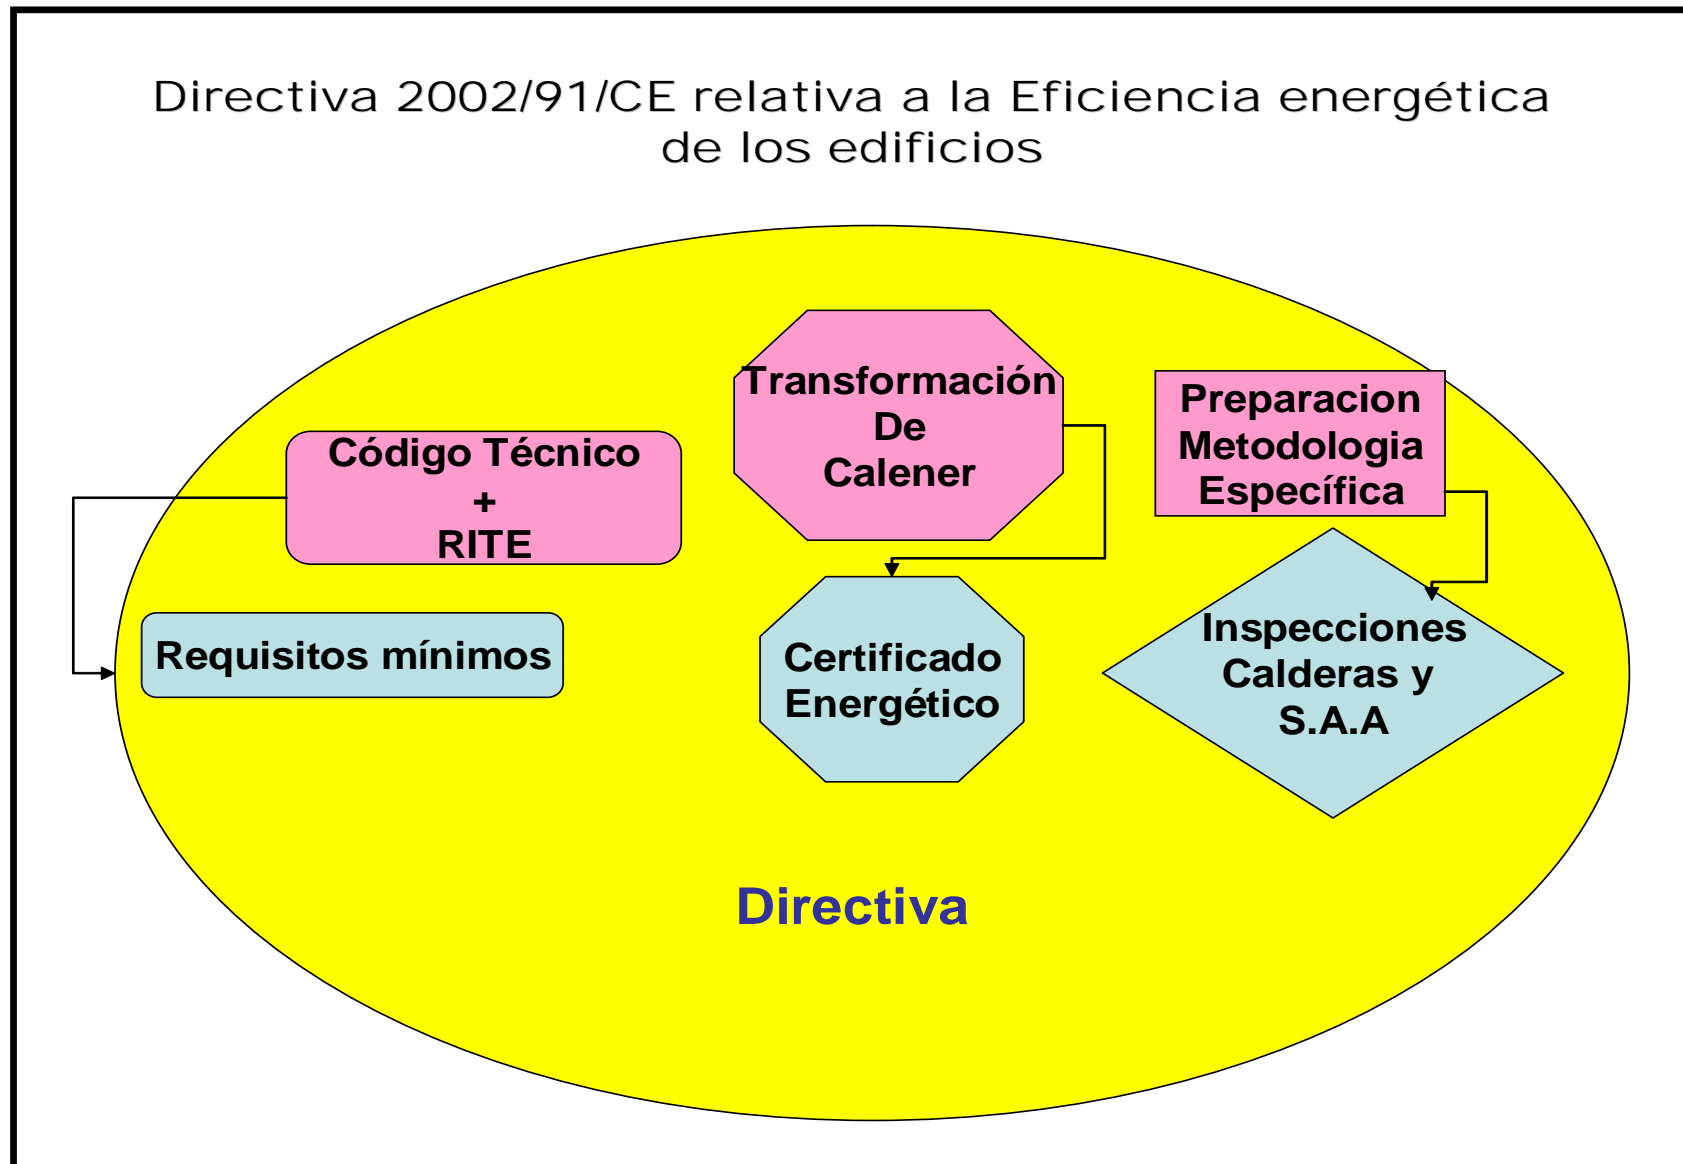 Directiva 2002/91/CE relativa a la Eficiencia energética
de los edificios
Código Técnico
+
RITE
Requisitos mínimos
Transformación
De
Calener
Certificado
Energético
Preparacion
Metodologia
Específica
Inspecciones
Calderas y
S.A.A
Directiva